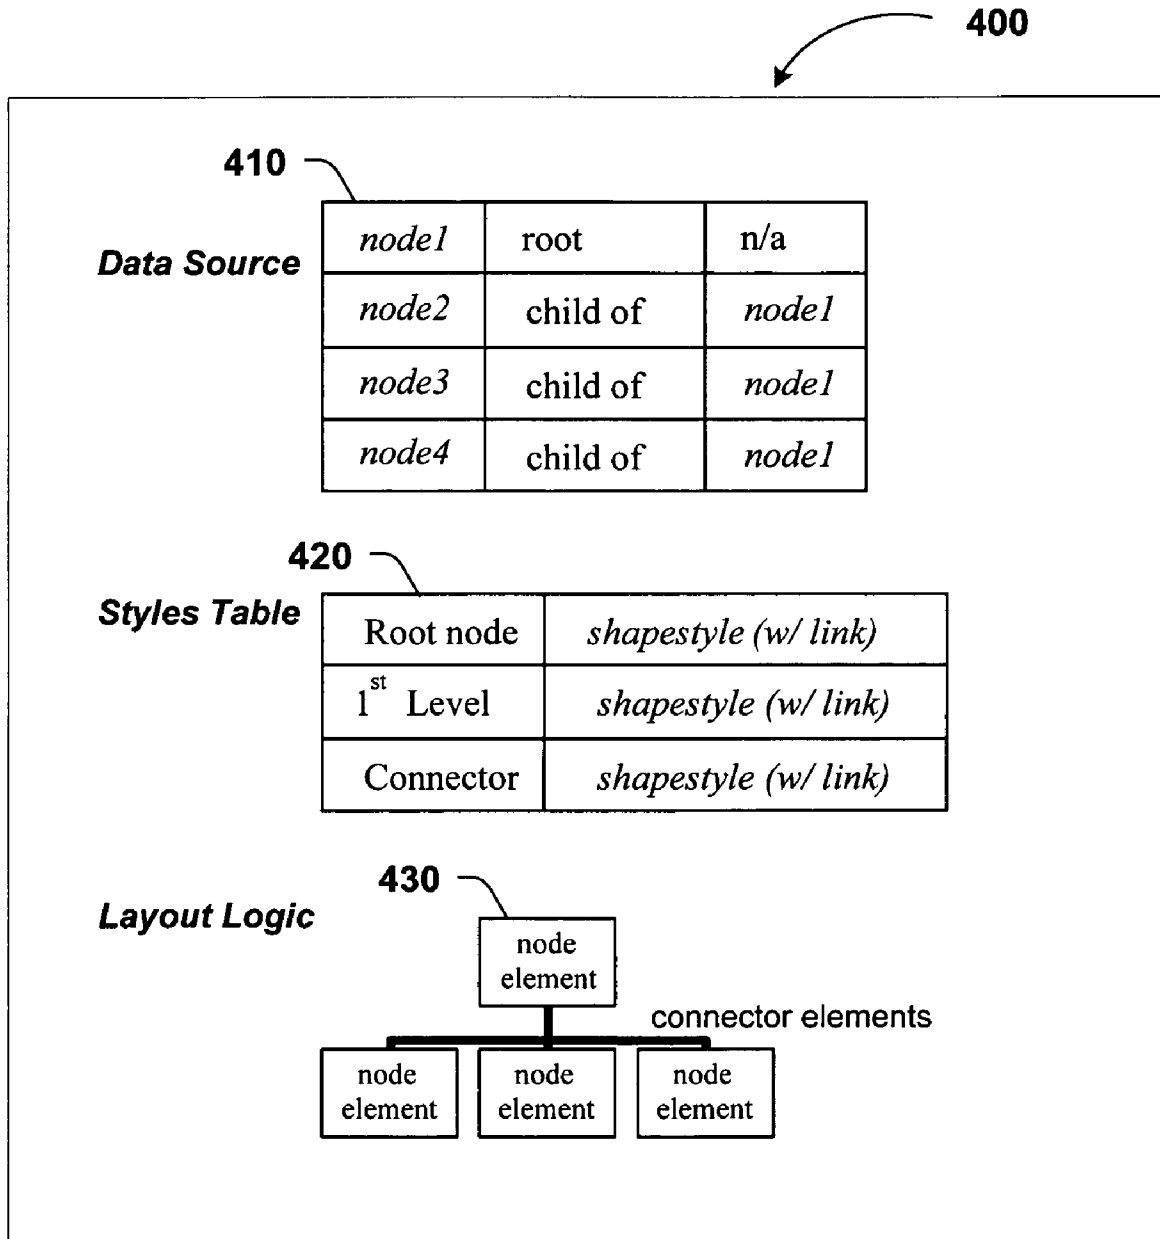 400
410
Data Source
node1 root n/a
node2 child of node1
node3 child of node1
node4 child of node1
420
Styles Table
Root node shapestyle (w/ link)
1st Level shapestyle (w/ link)
Connector shapestyle (w/ link)
430
Layout Logic
node
element
connector elements
node node node
element element element